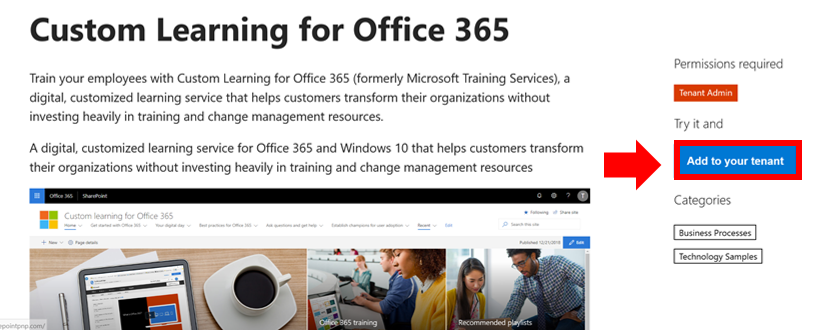 Custom Learning for Office 365
Train your employees with Custom Learning for Office 365 (formerly Microsoft Training Services), a
digital, customized learning service that helps customers transform their organizations without
investing heavily in training and change management resources.
A digital, customized learning service for Office 365 and Windows 10 that helps customers transform
their organizations without investing heavily in training and change management resources
Permissions required
Tenant Admin
Try it and
Add to your tenant
Categories
Business Processes
Technology Samples
Office 365 SharePoint ? T
Custom learning for Office 365
Following Share site
Home Get started with Office 365 Your digital day Best practices for Office 365 Ask questions and get help Establish champions for user adoption Recent Edit
Search this site
+ New Page details
Published 12/21/2018 Edit
Office 365 training
Recommended playlists
epointpnp.com/